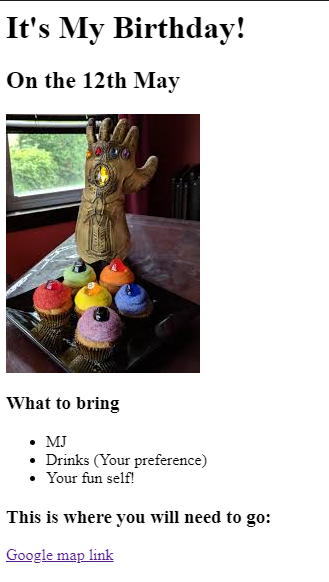 It's My Birthday!
On the 12th May
What to bring
MJ
Drinks (Your preference)
Your fun self!
This is where you will need to go:
Google map link